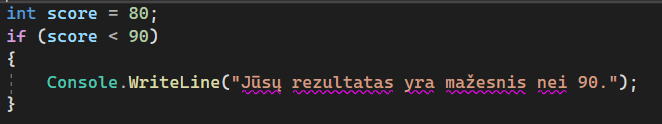 int score = 80;
if (score < 90)
{
    Console.WriteLine("Jūsų rezultatas yra mažesnis nei 90.");
}